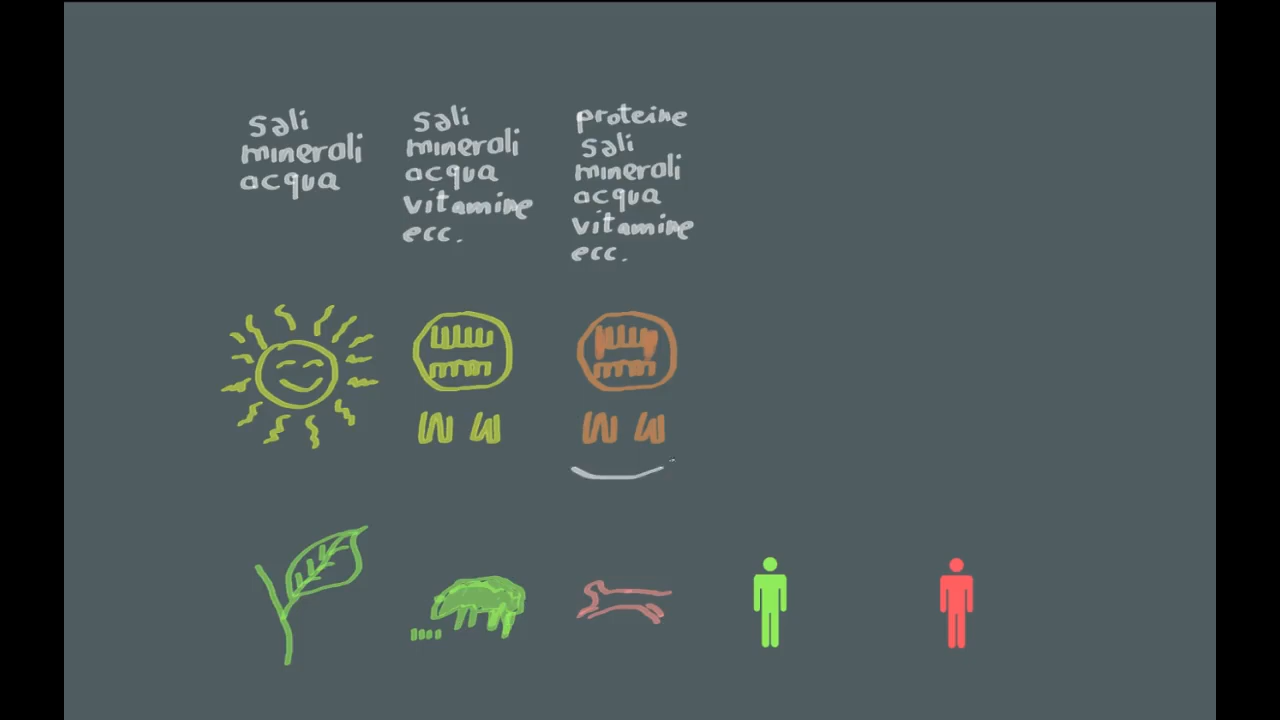 sali
minerali
acqua
sali
minerali
acqua
vitamine
ecc.
proteine
sali
minerali
acqua
vitamine
ecc.